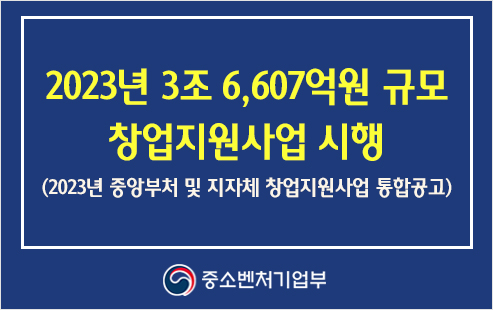 2023년 3조 6,607억원 규모
창업지원사업 시행
(2023년 중앙부처 및 지자체 창업지원사업 통합공고)
중소벤처기업부